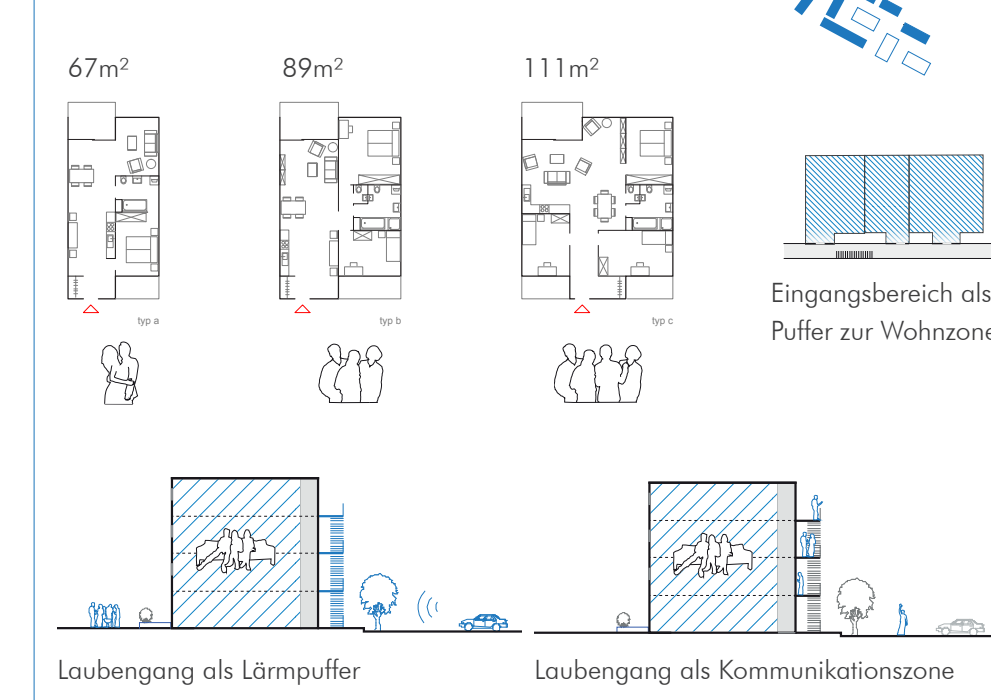 67m²
89m²
111m²
typ a
typ b
typ c
Eingangsbereich als
Puffer zur Wohnzone
Laubengang als Lärmpuffer
Laubengang als Kommunikationszone